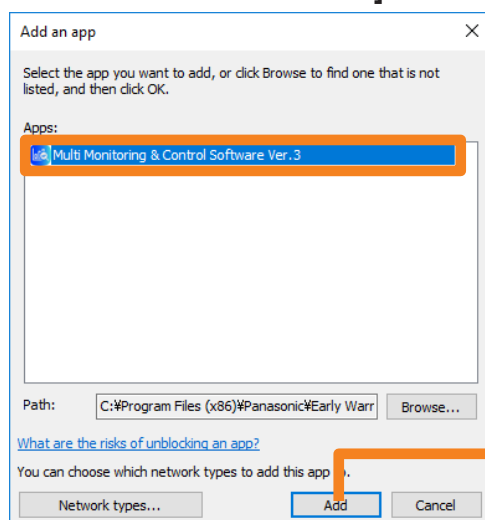 Add an app
Select the app you want to add, or click Browse to find one that is not
listed, and then click OK.
Apps:
Multi Monitoring & Control Software Ver.3
Path: C:¥Program Files (x86)¥Panasonic¥Early Warr Browse...
What are the risks of unblocking an app?
You can choose which network types to add this app
Network types... Add Cancel